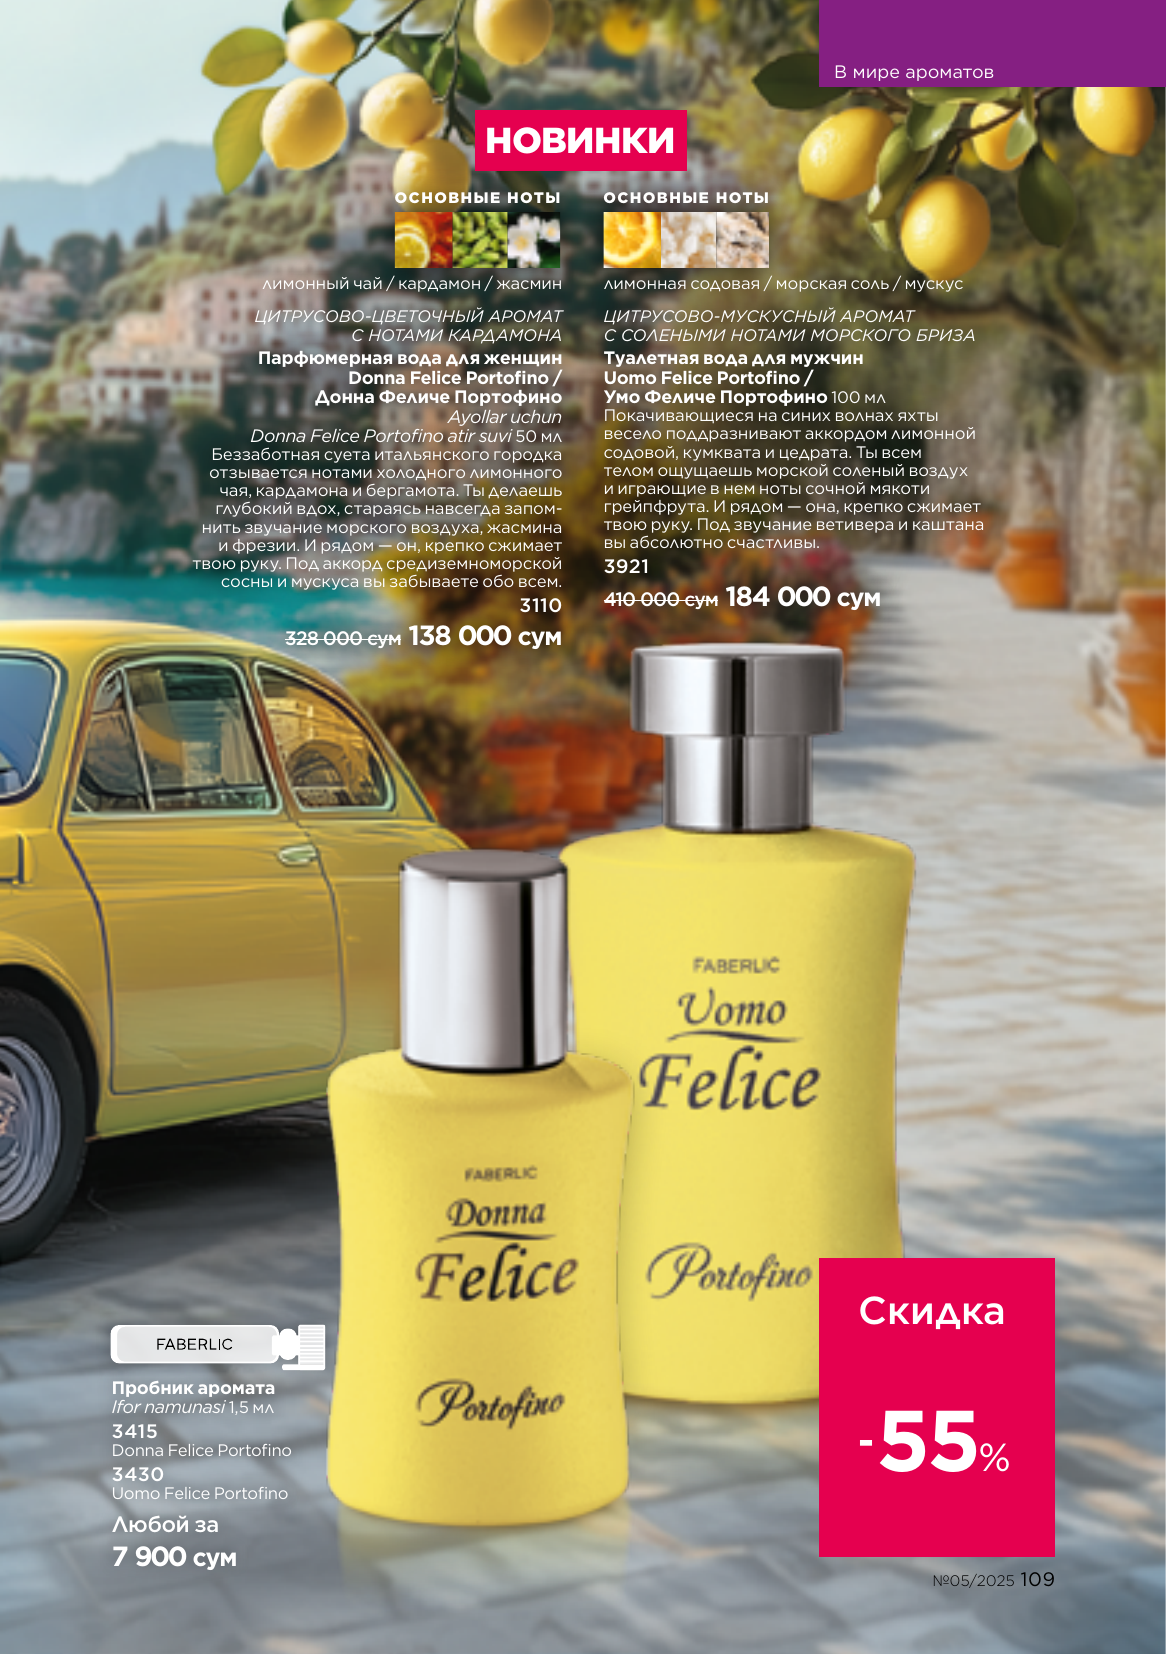 В мире ароматов
НОВИНКИ
ОСНОВНЫЕ НОТЫ
лимонный чай / кардамон / жасмин
ЦИТРУСОВО-ЦВЕТОЧНЫЙ АРОМАТ
С НОТАМИ КАРДАМОНА
Парфюмерная вода для женщин
Donna Felice Portofino /
Донна Феличе Портофино
Ayollar uchun
Donna Felice Portofino atir suvi 50 мл
Беззаботная суета итальянского городка
отзывается нотами холодного лимонного
чая, кардамона и бергамота. Ты делаешь
глубокий вдох, стараясь навсегда запом-
нить звучание морского воздуха, жасмина
и фрезии. И рядом — он, крепко сжимает
твою руку. Под аккорд средиземноморской
сосны и мускуса вы забываете обо всем.
3110
328 000 сум 138 000 сум
ОСНОВНЫЕ НОТЫ
лимонная содовая / морская соль / мускус
ЦИТРУСОВО-МУСКУСНЫЙ АРОМАТ
С СОЛЕНЫМИ НОТАМИ МОРСКОГО БРИЗА
Туалетная вода для мужчин
Uomo Felice Portofino /
Умо Феличе Портофино 100 мл
Покачивающиеся на синих волнах яхты
весело поддразнивают аккордом лимонной
содовой, кумквата и цедрата. Ты всем
телом ощущаешь морской соленый воздух
и играющие в нем ноты сочной мякоти
грейпфрута. И рядом — она, крепко сжимает
твою руку. Под звучание ветивера и каштана
вы абсолютно счастливы.
3921
410 000 сум 184 000 сум
FABERLIC
Uomo
Felice
Portofino
FABERLIC
Donna
Felice
Portofino
FABERLIC
Пробник аромата
Ifor namunasi 1,5 мл
3415
Donna Felice Portofino
3430
Uomo Felice Portofino
Любой за
7 900 сум
Скидка
-55%
№05/2025 109